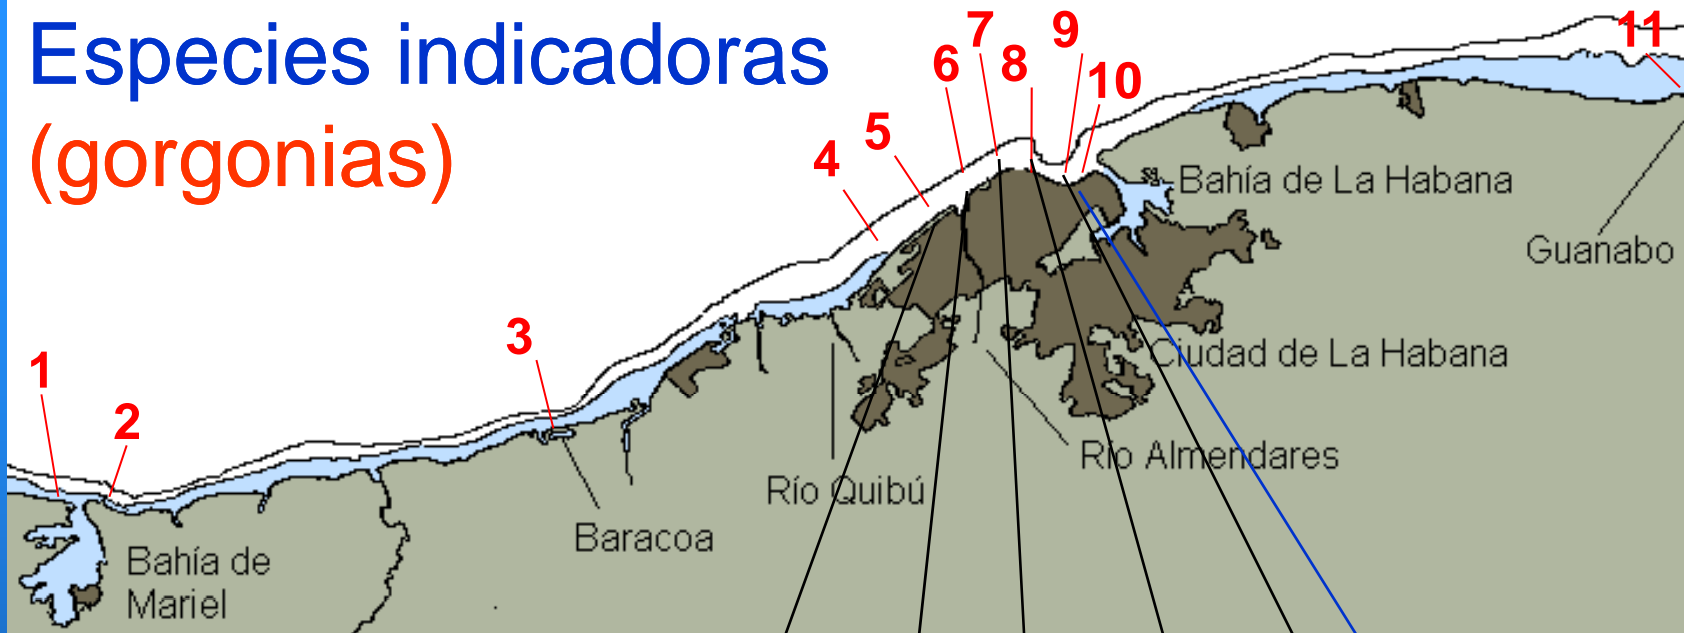 Especies indicadoras
(gorgonias)
1
2
3
4
5
6
7
8
9
10
11
Bahía de La Habana
Guanabo
Ciudad de La Habana
Río Almendares
Río Quibú
Baracoa
Bahía de
Mariel